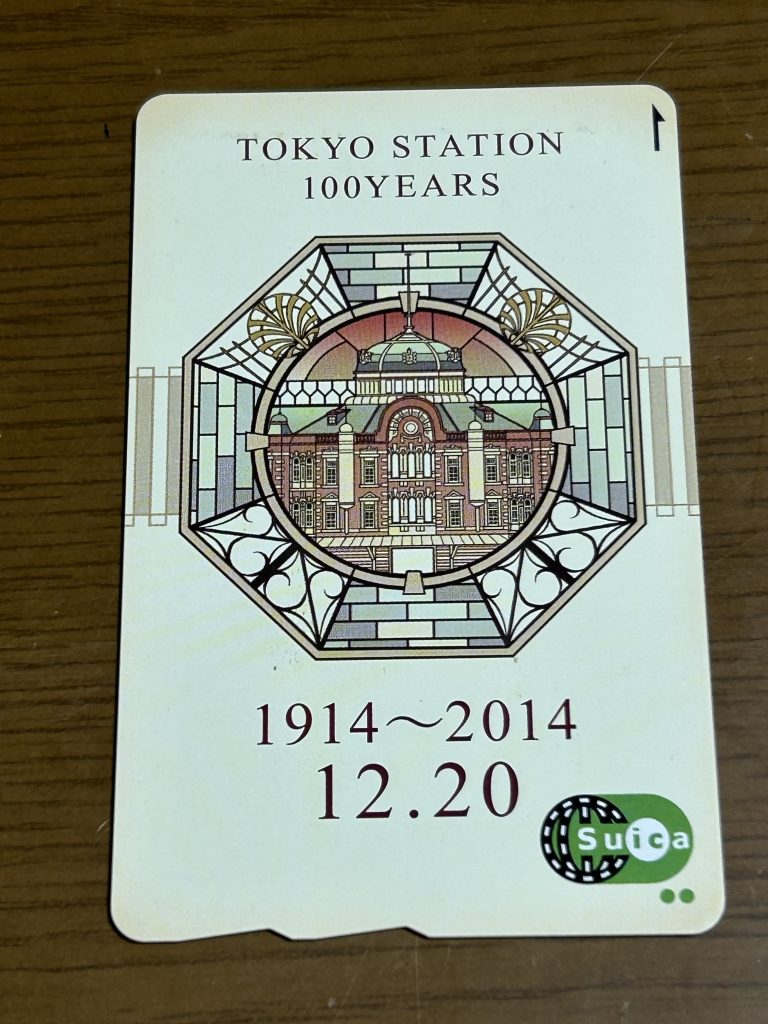 TOKYO STATION
100YEARS
1914～2014
12.20
Suica